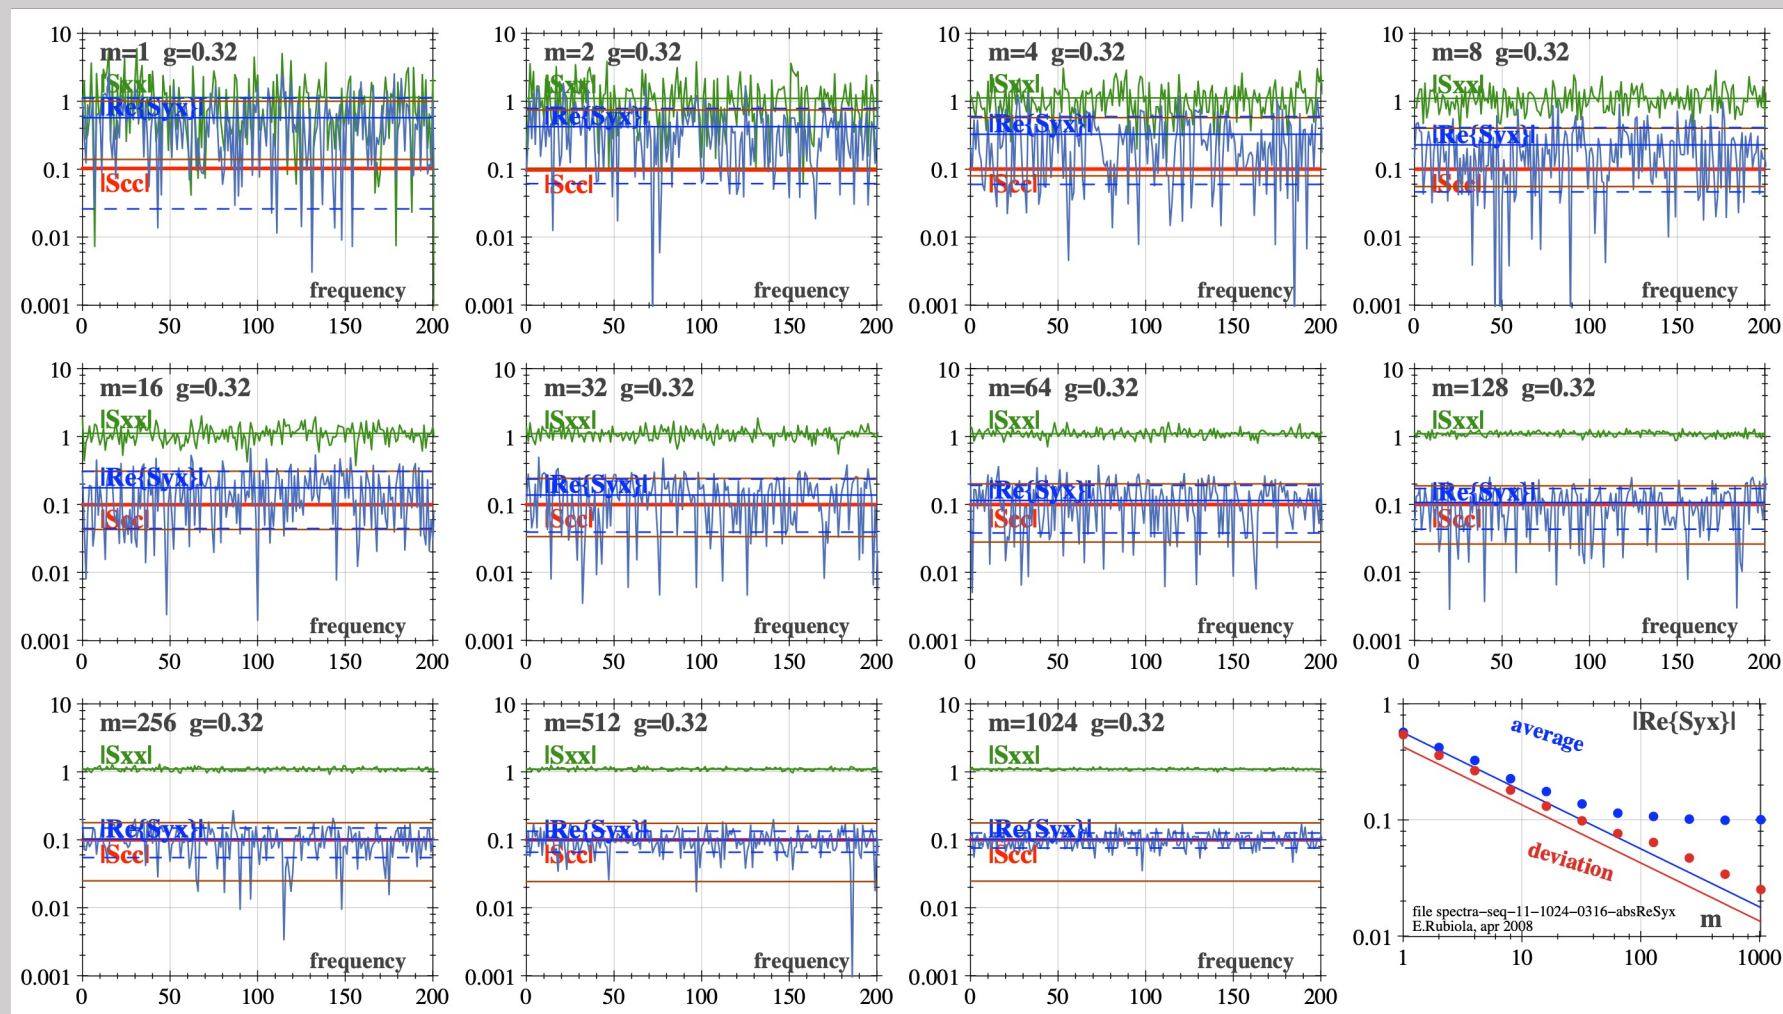 m=1 g=0.32
|Sxx|
|Re{Syx}|
|Scc|
frequency
10
1
0.1
0.01
0.001
0 50 100 150 200
m=2 g=0.32
|Sxx|
|Re{Syx}|
|Scc|
frequency
10
1
0.1
0.01
0.001
0 50 100 150 200
m=4 g=0.32
|Sxx|
|Re{Syx}|
|Scc|
frequency
10
1
0.1
0.01
0.001
0 50 100 150 200
m=8 g=0.32
|Sxx|
|Re{Syx}|
|Scc|
frequency
10
1
0.1
0.01
0.001
0 50 100 150 200
m=16 g=0.32
|Sxx|
|Re{Syx}|
|Scc|
frequency
10
1
0.1
0.01
0.001
0 50 100 150 200
m=32 g=0.32
|Sxx|
|Re{Syx}|
|Scc|
frequency
10
1
0.1
0.01
0.001
0 50 100 150 200
m=64 g=0.32
|Sxx|
|Re{Syx}|
|Scc|
frequency
10
1
0.1
0.01
0.001
0 50 100 150 200
m=128 g=0.32
|Sxx|
|Re{Syx}|
|Scc|
frequency
10
1
0.1
0.01
0.001
0 50 100 150 200
m=256 g=0.32
|Sxx|
|Re{Syx}|
|Scc|
frequency
10
1
0.1
0.01
0.001
0 50 100 150 200
m=512 g=0.32
|Sxx|
|Re{Syx}|
|Scc|
frequency
10
1
0.1
0.01
0.001
0 50 100 150 200
m=1024 g=0.32
|Sxx|
|Re{Syx}|
|Scc|
frequency
10
1
0.1
0.01
0.001
0 50 100 150 200
|Re{Syx}|
average
deviation
file spectra−seq−11−1024−0316−absReSyx
E.Rubiola, apr 2008
m
1
0.1
0.01
1 10 100 1000